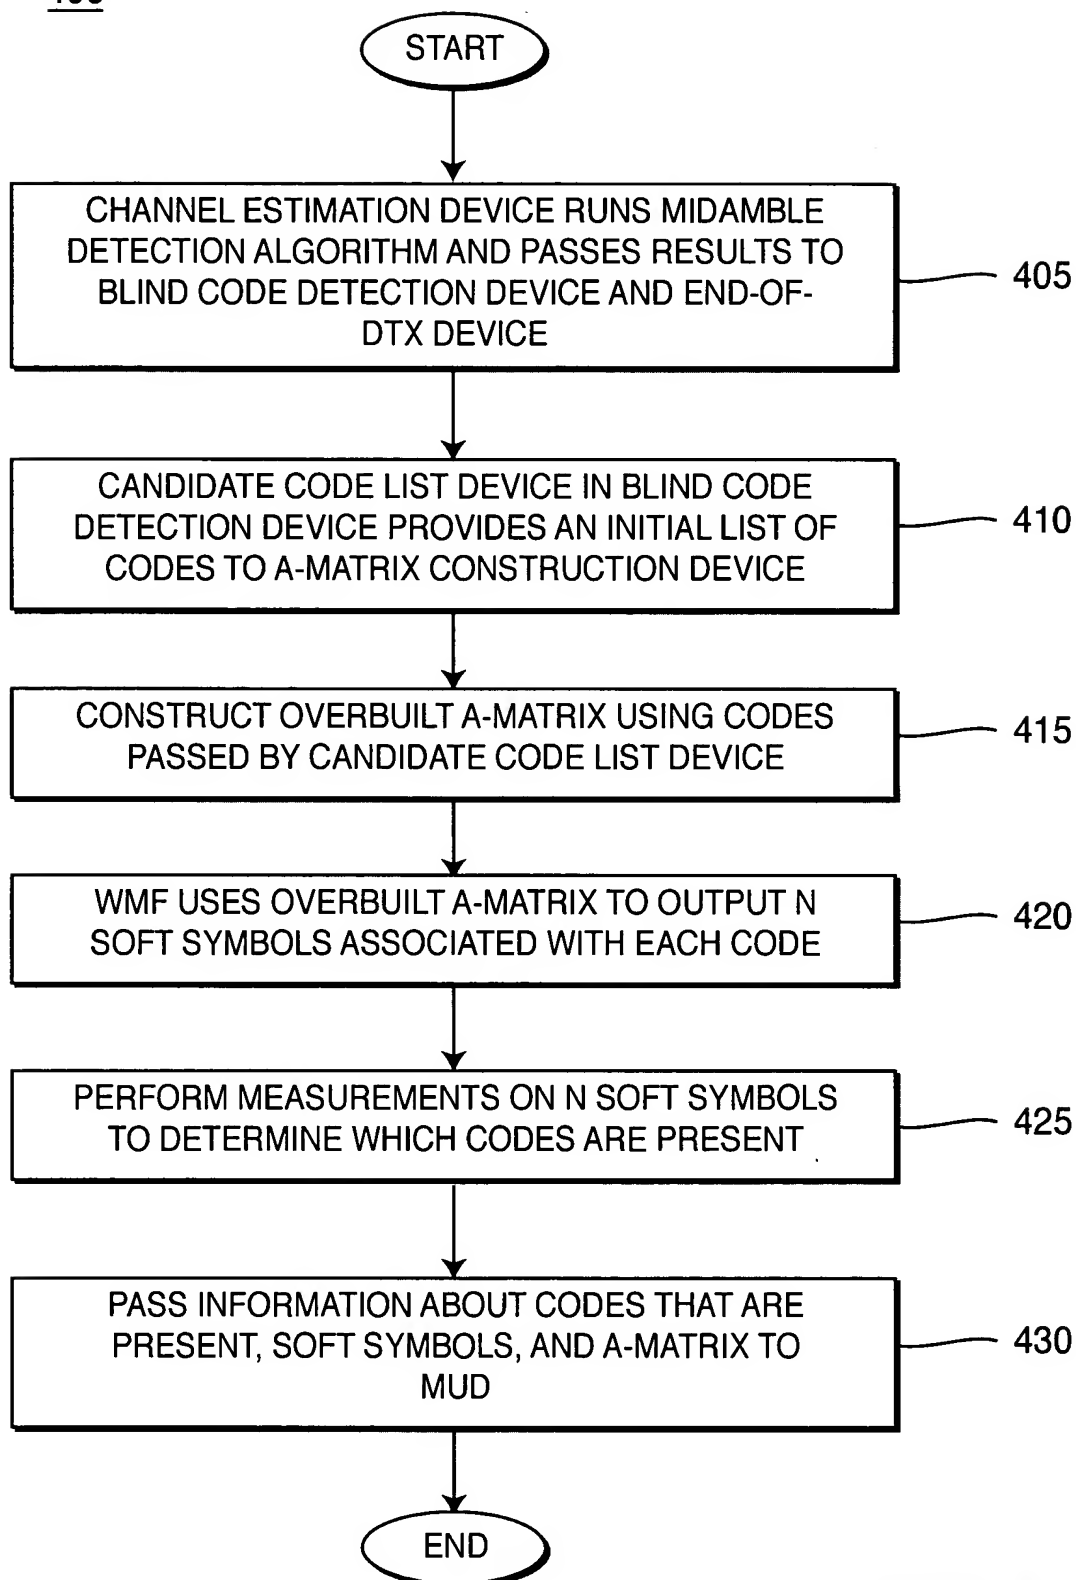 START
CHANNEL ESTIMATION DEVICE RUNS MIDAMBLE
DETECTION ALGORITHM AND PASSES RESULTS TO
BLIND CODE DETECTION DEVICE AND END-OF-
DTX DEVICE
405
CANDIDATE CODE LIST DEVICE IN BLIND CODE
DETECTION DEVICE PROVIDES AN INITIAL LIST OF
CODES TO A-MATRIX CONSTRUCTION DEVICE
410
CONSTRUCT OVERBUILT A-MATRIX USING CODES
PASSED BY CANDIDATE CODE LIST DEVICE
415
WMF USES OVERBUILT A-MATRIX TO OUTPUT N
SOFT SYMBOLS ASSOCIATED WITH EACH CODE
420
PERFORM MEASUREMENTS ON N SOFT SYMBOLS
TO DETERMINE WHICH CODES ARE PRESENT
425
PASS INFORMATION ABOUT CODES THAT ARE
PRESENT, SOFT SYMBOLS, AND A-MATRIX TO
MUD
430
END